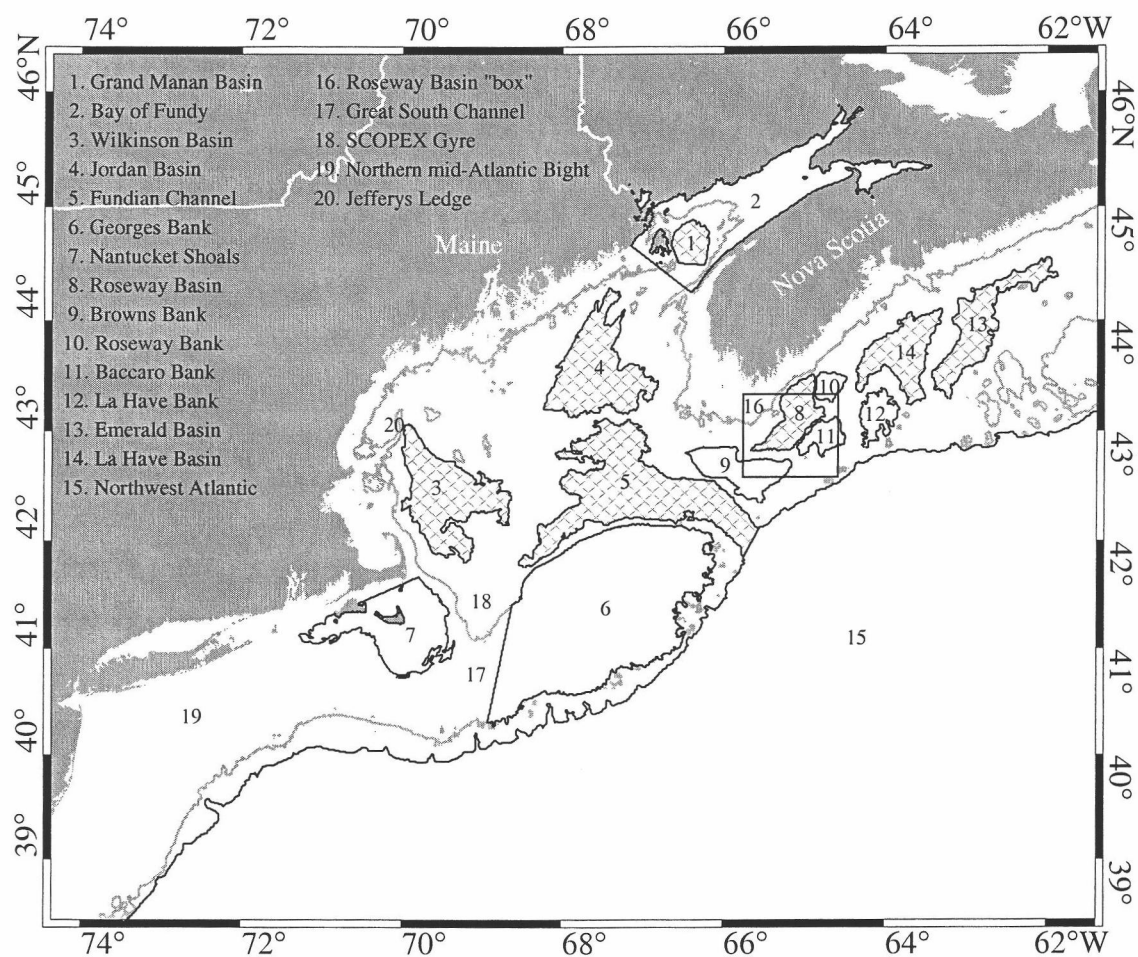 74° 72° 70° 68° 66° 64° 62°W
46°N
45°
44°
43°
42°
41°
40°
39°
1. Grand Manan Basin
2. Bay of Fundy
3. Wilkinson Basin
4. Jordan Basin
5. Fundian Channel
6. Georges Bank
7. Nantucket Shoals
8. Roseway Basin
9. Browns Bank
10. Roseway Bank
11. Baccaro Bank
12. La Have Bank
13. Emerald Basin
14. La Have Basin
15. Northwest Atlantic
16. Roseway Basin "box"
17. Great South Channel
18. SCOPEX Gyre
19. Northern mid-Atlantic Bight
20. Jefferys Ledge
Maine
Nova Scotia
2
1
13
14
4
10
16
8
12
11
20
9
3
5
18
6
7
15
17
19
46°N
45°
44°
43°
42°
41°
40°
39°
74° 72° 70° 68° 66° 64° 62°W